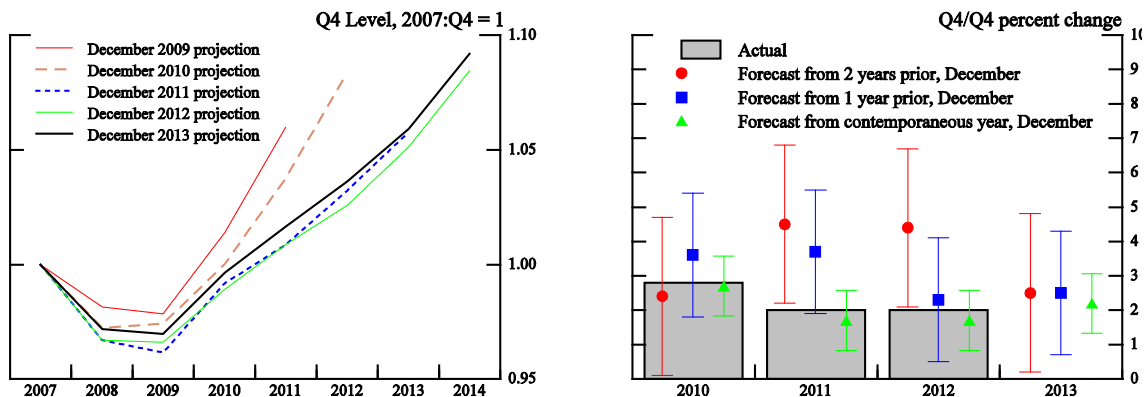 Q4 Level, 2007:Q4 = 1
December 2009 projection
December 2010 projection
December 2011 projection
December 2012 projection
December 2013 projection
1.10
1.05
1.00
0.95
2007 2008 2009 2010 2011 2012 2013 2014
Q4/Q4 percent change
Actual
Forecast from 2 years prior, December
Forecast from 1 year prior, December
Forecast from contemporaneous year, December
10
9
8
7
6
5
4
3
2
1
0
2010 2011 2012 2013